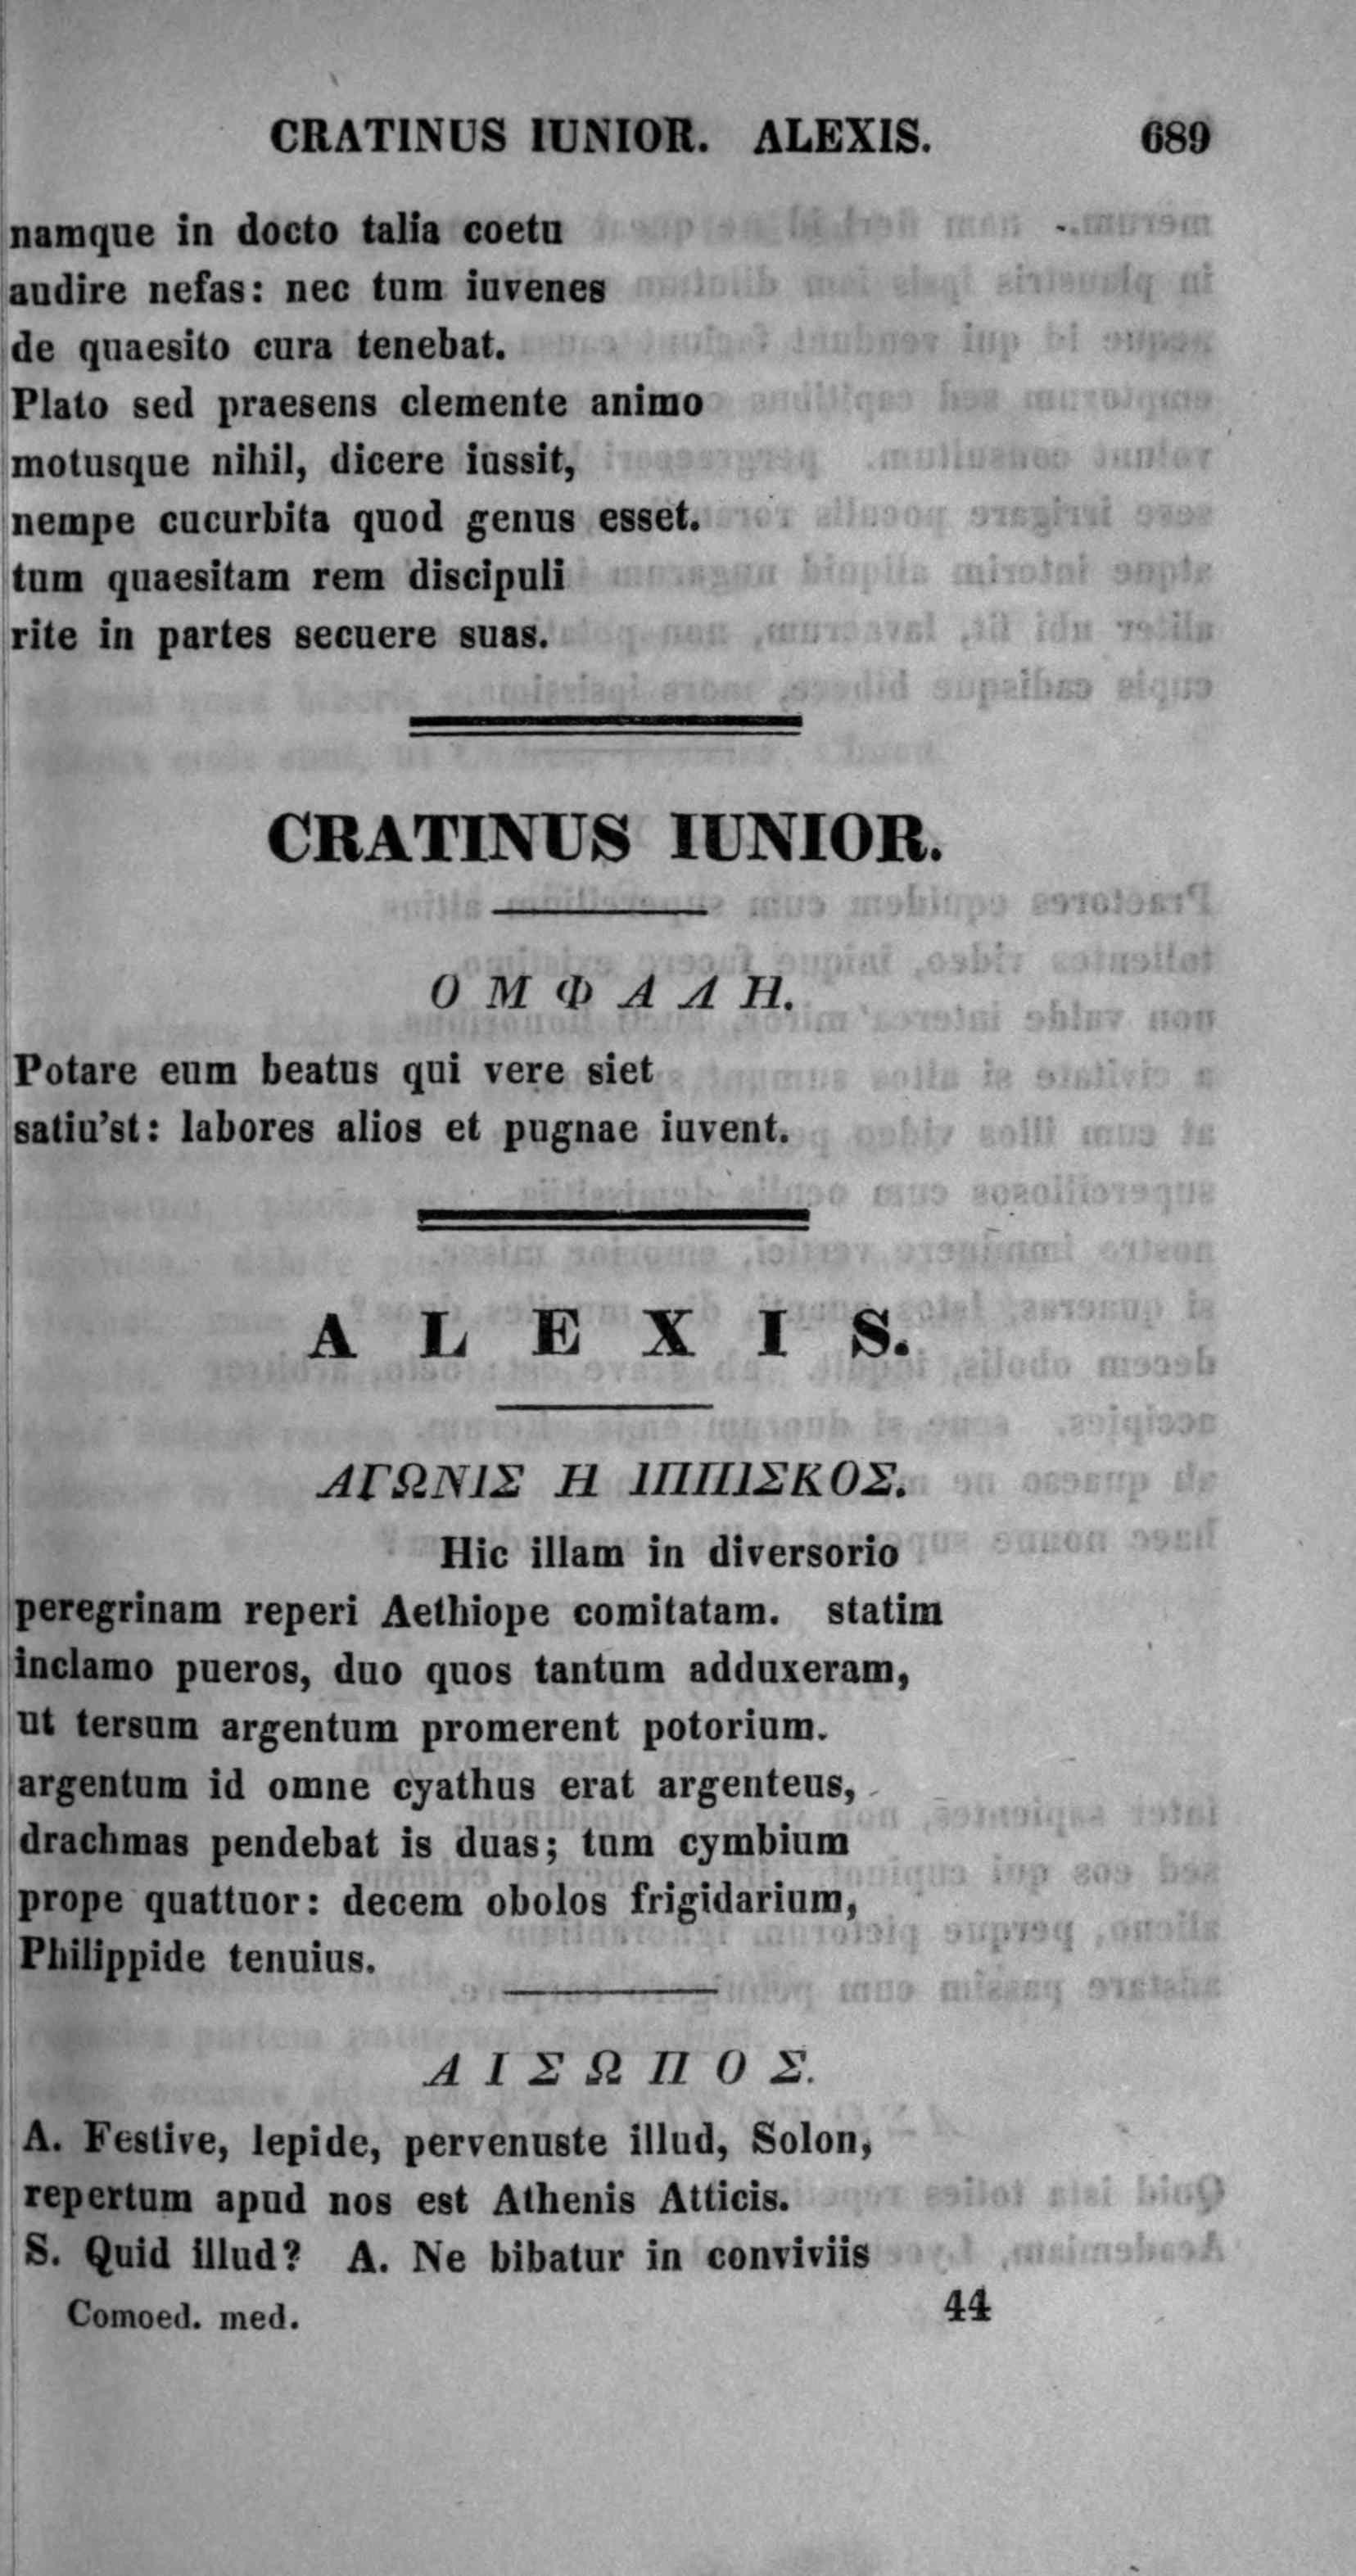 CRATINUS IUNIOR. ALEXIS. 689
namque in docto talia coetu
audire nefas: nec tum iuvenes
de quaesito cura tenebat.
Plato sed praesens clemente animo
motusque nihil, dicere iussit,
nempe cucurbita quod genus esset.
tum quaesitam rem discipuli
rite in partes secuere suas.
CRATINUS IUNIOR.
ΟΜΦΑΛΗ.
Potare eum beatus qui vere siet
satiu'st: labores alios et pugnae iuvent.
ALEXIS.
ΑΓΩΝΙΣ Η ΙΠΠΙΣΚΟΣ.
Hic illam in diversorio
peregrinam reperi Aethiope comitatam. statim
inclamo pueros, duo quos tantum adduxeram,
ut tersum argentum promerent potorium.
argentum id omne cyathus erat argenteus,
drachmas pendebat is duas; tum cymbium
prope quattuor: decem obolos frigidarium,
Philippide tenuius.
ΑΙΣΩΠΟΣ.
A. Festive, lepide, pervenuste illud, Solon,
repertum apud nos est Athenis Atticis.
S. Quid illud? A. Ne bibatur in conviviis
Comoed. med. 44